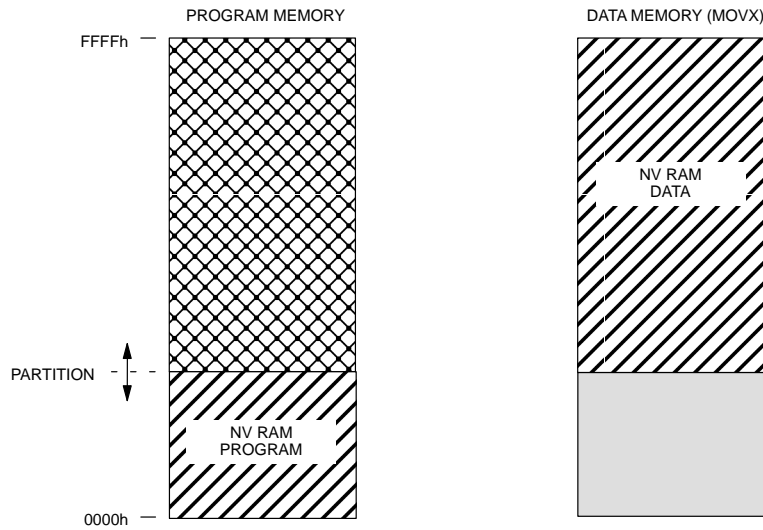 PROGRAM MEMORY
DATA MEMORY (MOVX)
FFFFh
NV RAM
DATA
PARTITION
NV RAM
PROGRAM
0000h